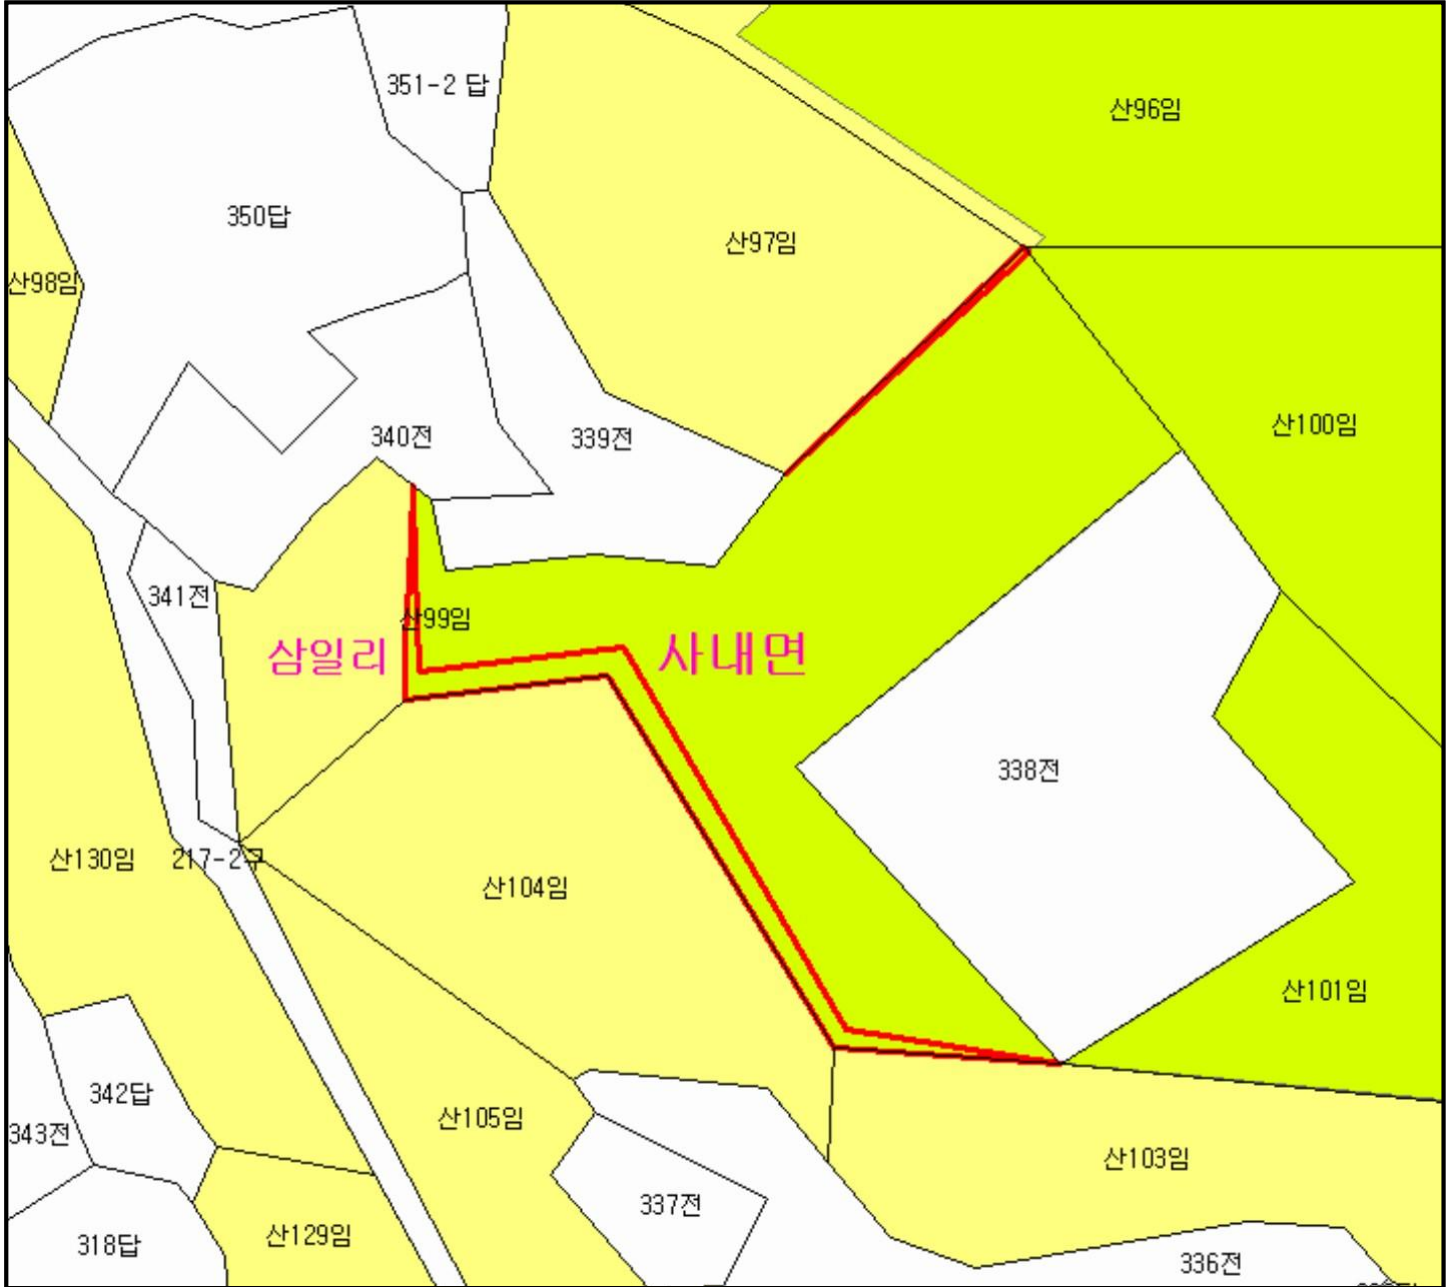 351-2 답
산96임
350답
산97임
산98임
산100임
340전
339전
341전
산99임
삼일리
사내면
338전
산130임
217-2구
산104임
산101임
342답
산105임
343전
산103임
337전
318답
산129임
336전